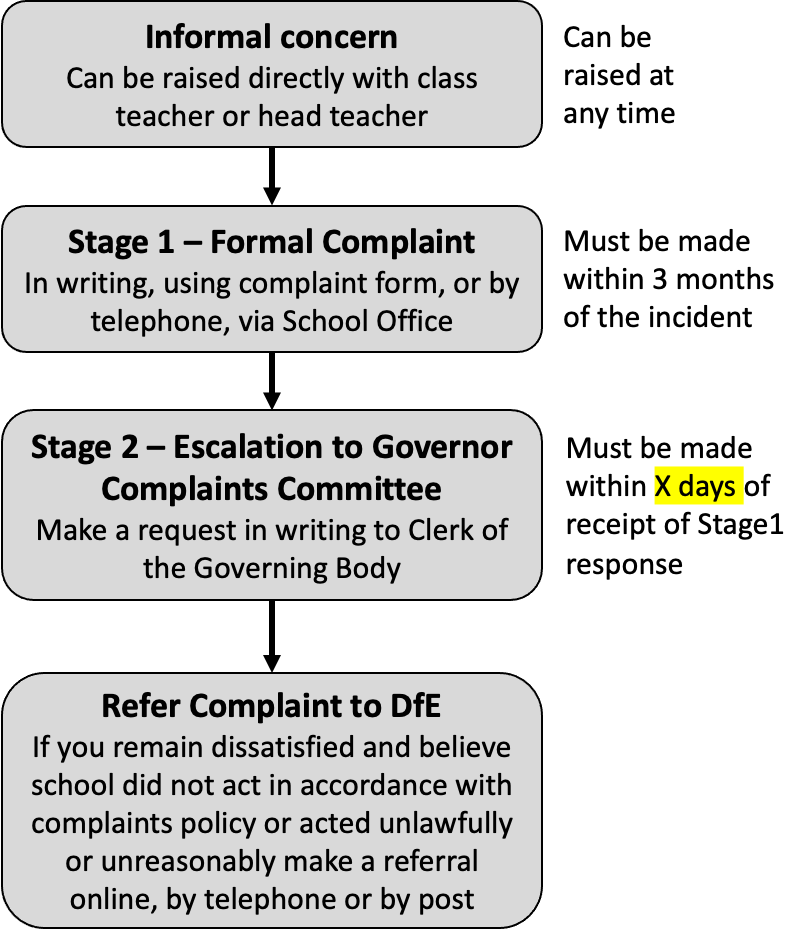 Informal concern
Can be raised directly with class
teacher or head teacher
Can be
raised at
any time
Stage 1 – Formal Complaint
In writing, using complaint form, or by
telephone, via School Office
Must be made
within 3 months
of the incident
Stage 2 – Escalation to Governor
Complaints Committee
Make a request in writing to Clerk of
the Governing Body
Must be made
within X days of
receipt of Stage1
response
Refer Complaint to DfE
If you remain dissatisfied and believe
school did not act in accordance with
complaints policy or acted unlawfully
or unreasonably make a referral
online, by telephone or by post